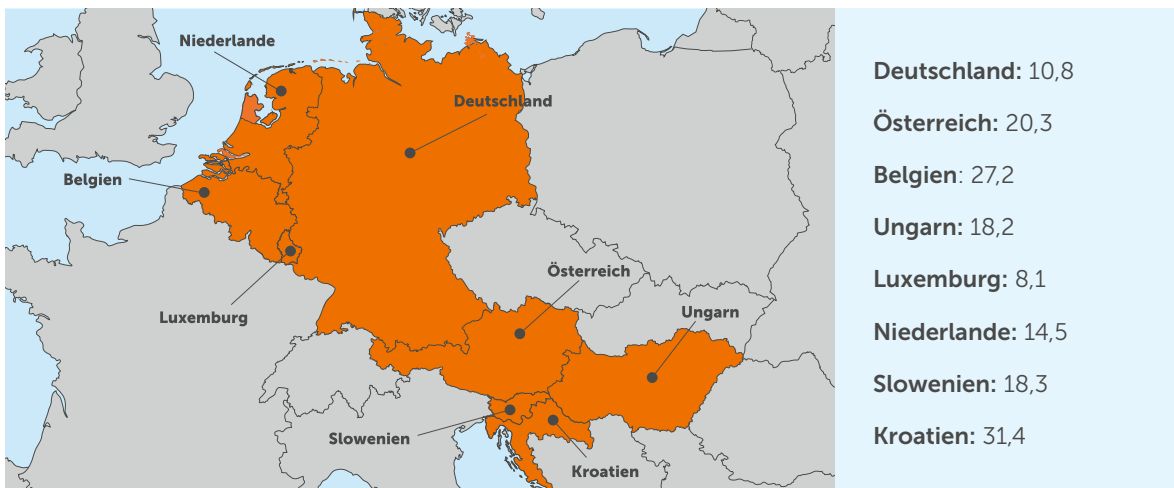 Niederlande
Deutschland
Belgien
Österreich
Luxemburg
Ungarn
Slowenien
Kroatien
Deutschland: 10,8
Österreich: 20,3
Belgien: 27,2
Ungarn: 18,2
Luxemburg: 8,1
Niederlande: 14,5
Slowenien: 18,3
Kroatien: 31,4